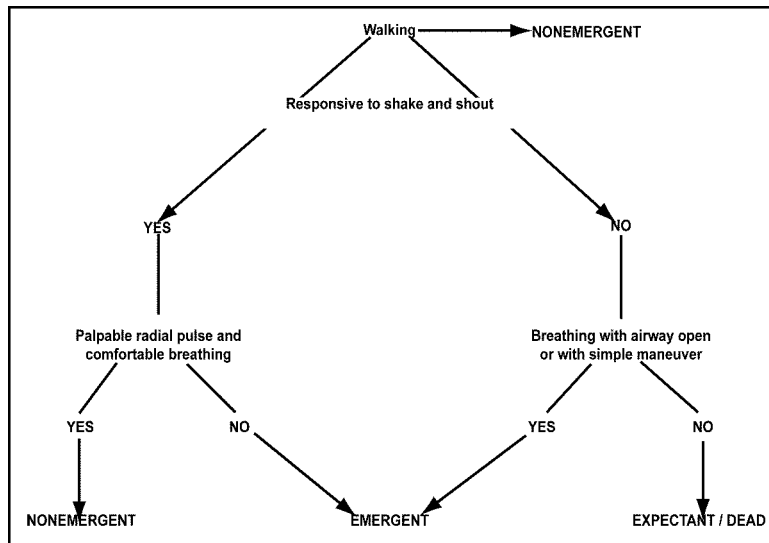 Walking
NONEMERGENT
Responsive to shake and shout
YES
NO
Palpable radial pulse and
comfortable breathing
Breathing with airway open
or with simple maneuver
YES
NO
YES
NO
NONEMERGENT
EMERGENT
EXPECTANT / DEAD